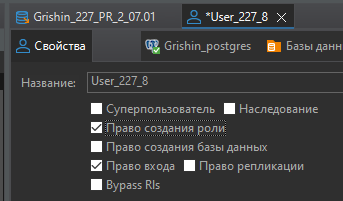 Grishin_227_PR_2_07.01 *User_227_8
Свойства Grishin_postgres Базы данн
Название: User_227_8
Суперпользователь Наследование
Право создания роли
Право создания базы данных
Право входа Право репликации
Bypass Rls